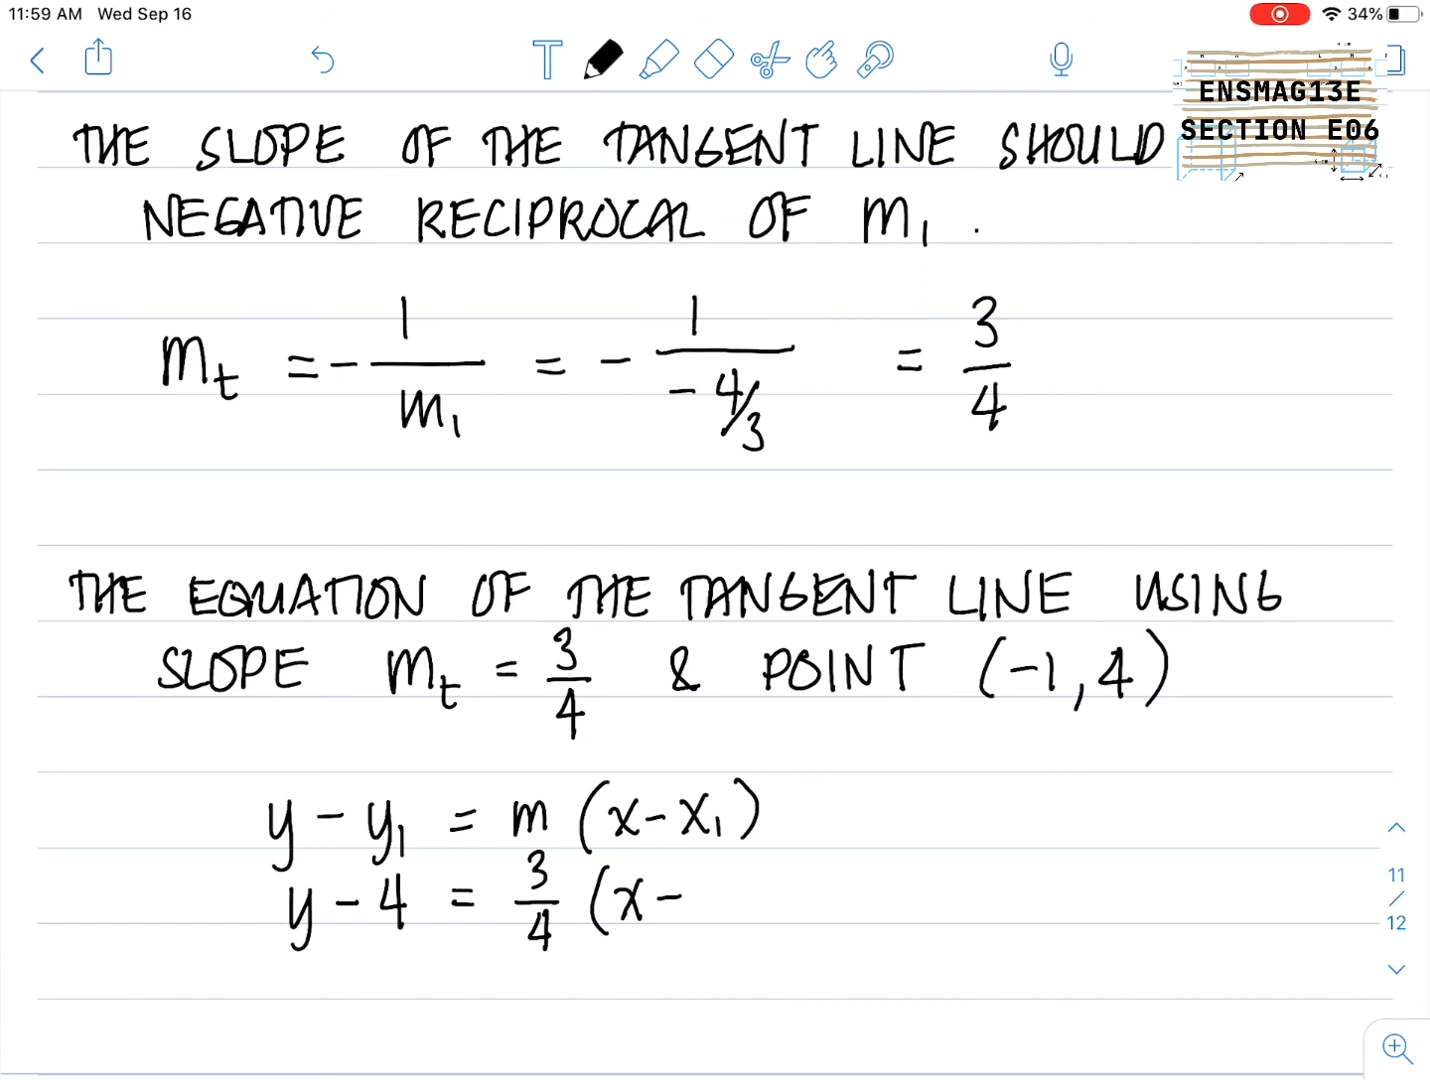 11:59 AM Wed Sep 16
34%
T
ENSMAG13E
SECTION E06
THE SLOPE OF THE TANGENT LINE SHOULD
NEGATIVE RECIPROCAL OF m₁ .
mₜ = - 1/m₁ = - 1/(-4/3) = 3/4
THE EQUATION OF THE TANGENT LINE USING
SLOPE mₜ = 3/4 & POINT (-1,4)
y - y₁ = m (x - x₁)
y - 4 = 3/4 (x -
11
/
12